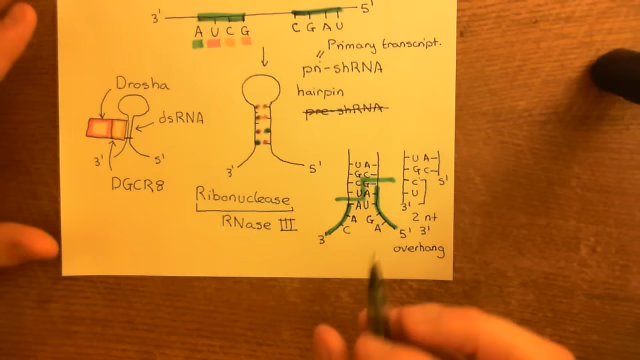 3' 5'
A U C G
C G A U
Primary transcript.
pri-shRNA
hairpin
pre-shRNA
Drosha
dsRNA
3' 5'
DGCR8
3' 5'
Ribonuclease
RNase III
U A
G C
C G
U A
A U
A G
C A
3' 5'
U A
G C
C 5'
U
3'
2 nt
3'
overhang